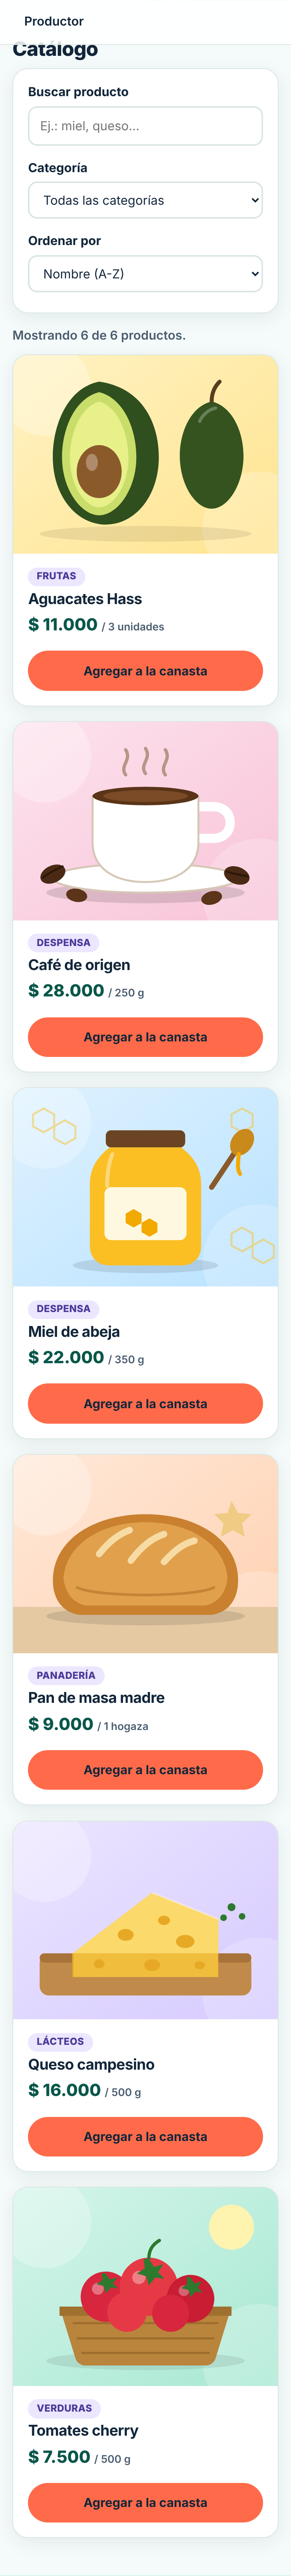 Productor
Catálogo
Buscar producto
Ej.: miel, queso...
Categoría
Todas las categorías
Ordenar por
Nombre (A-Z)
Mostrando 6 de 6 productos.
FRUTAS
Aguacates Hass
$ 11.000 / 3 unidades
Agregar a la canasta
DESPENSA
Café de origen
$ 28.000 / 250 g
Agregar a la canasta
DESPENSA
Miel de abeja
$ 22.000 / 350 g
Agregar a la canasta
PANADERÍA
Pan de masa madre
$ 9.000 / 1 hogaza
Agregar a la canasta
LÁCTEOS
Queso campesino
$ 16.000 / 500 g
Agregar a la canasta
VERDURAS
Tomates cherry
$ 7.500 / 500 g
Agregar a la canasta